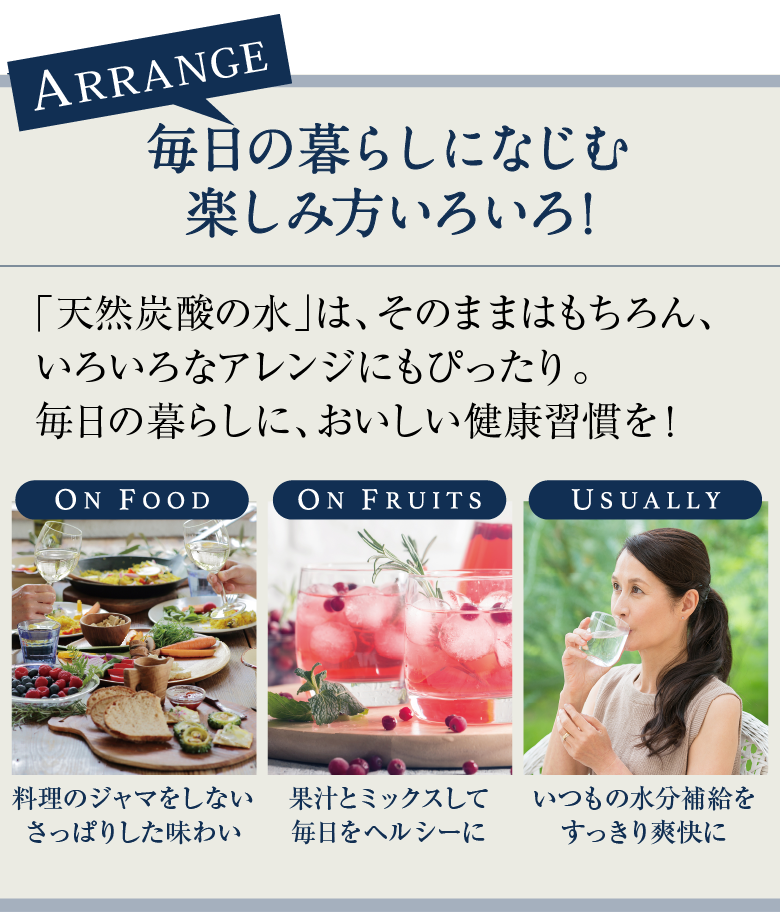 ARRANGE
毎日の暮らしになじむ
楽しみ方いろいろ!
「天然炭酸の水」は、そのままはもちろん、
いろいろなアレンジにもぴったり。
毎日の暮らしに、おいしい健康習慣を!
ON FOOD
ON FRUITS
USUALLY
料理のジャマをしない
さっぱりした味わい
果汁とミックスして
毎日をヘルシーに
いつもの水分補給を
すっきり爽快に